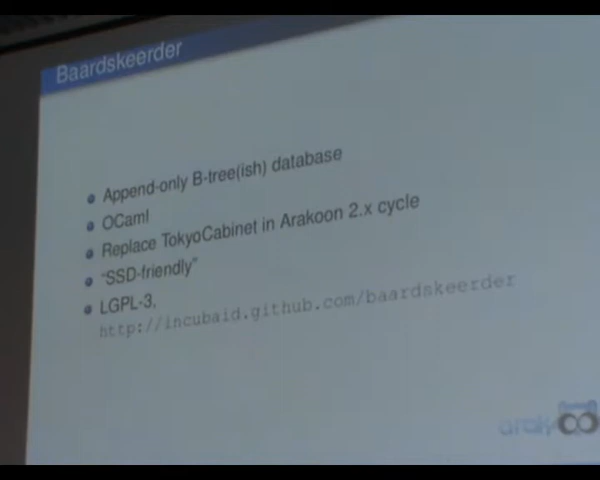 Baardskeerder
Append-only B-tree(ish) database
OCaml
Replace TokyoCabinet in Arakoon 2.x cycle
"SSD-friendly"
LGPL-3,
http://incubaid.github.com/baardskeerder